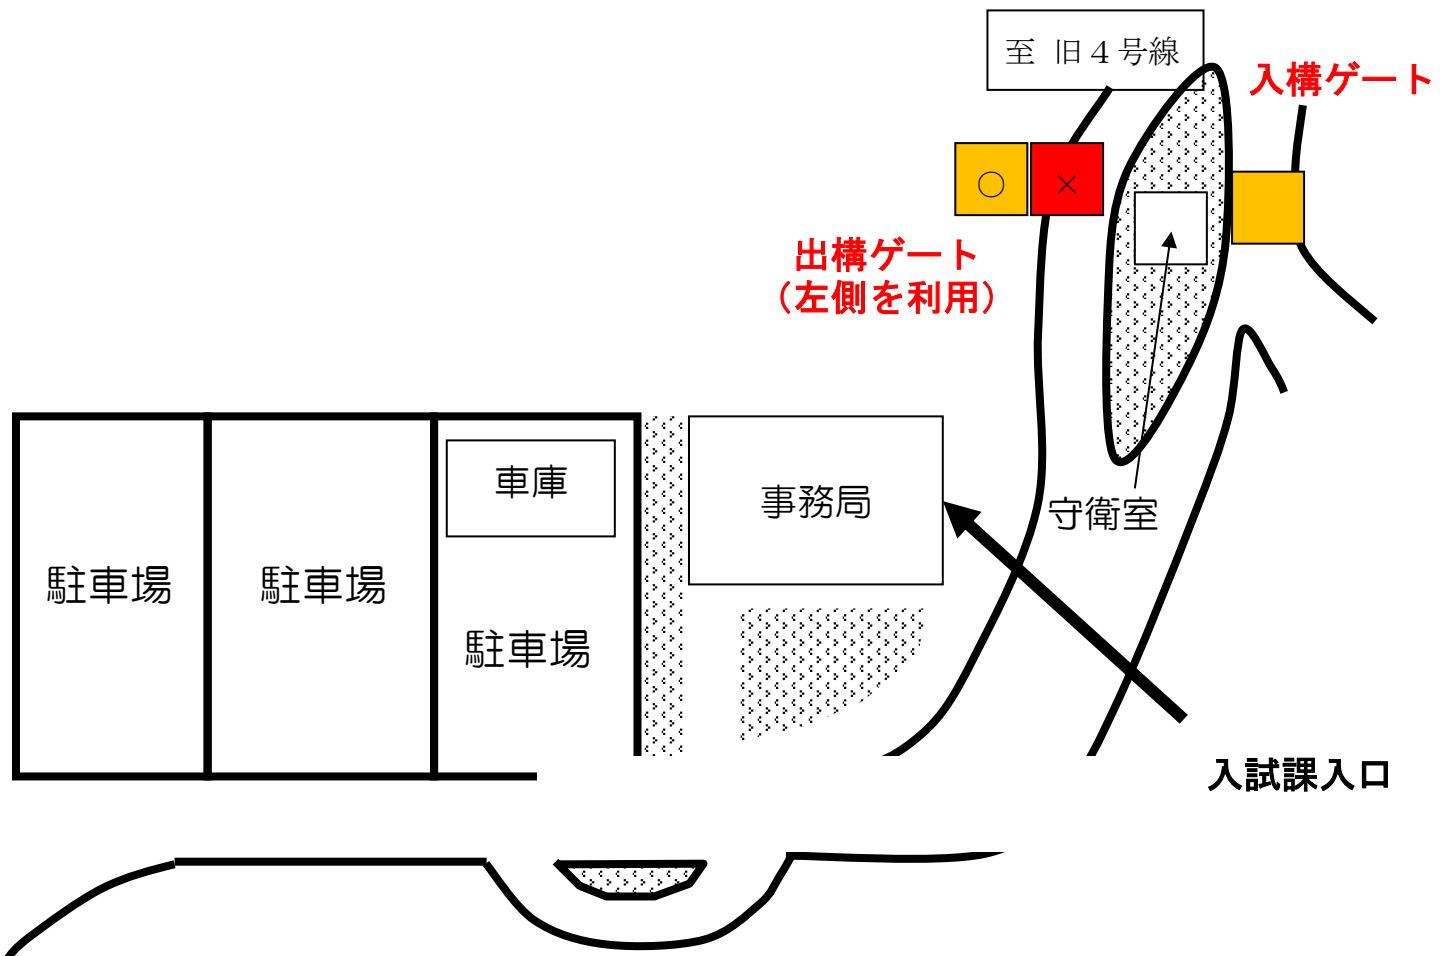 至 旧4号線
入構ゲート
○
×
出構ゲート
（左側を利用）
車庫
事務局
守衛室
駐車場
駐車場
駐車場
入試課入口